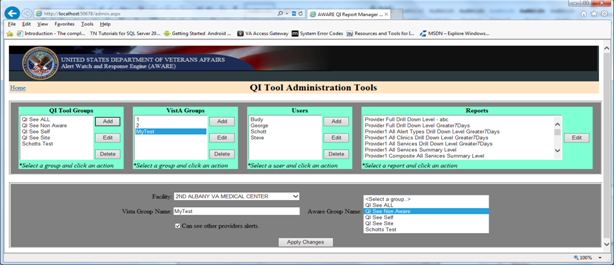 http://localhost:50678/admin.aspx
AWARE QI Report Manager ...
File Edit View Favorites Tools Help
Introduction - The compl... TN Tutorials for SQL Server 20... Getting Started Android ... VA Access Gateway System Error Codes Resources and Tools for I... MSDN – Explore Windows...
UNITED STATES DEPARTMENT OF VETERANS AFFAIRS
Alert Watch and Response Engine (AWARE)
Home
QI Tool Administration Tools
QI Tool Groups
QI See ALL
QI See Non Aware
QI See Self
QI See Site
Schotts Test
Add
Edit
Delete
*Select a group and click an action
VistA Groups
1
2
MyTest
Add
Edit
Delete
*Select a group and click an action
Users
Budy
George
Schott
Steve
Add
Edit
Delete
*Select a user and click an action
Reports
Provider Full Drill Down Level - abc
Provider Full Drill Down Level Greater7Days
Provider1 All Alert Types Drill Down Level Greater7Days
Provider1 All Clinics Drill Down Level Greater7Days
Provider1 All Services Drill Down Level Greater7Days
Provider1 All Services Summary Level
Provider1 Composite All Services Summary Level
Edit
*Select a report and click an action
Facility: 2ND ALBANY VA MEDICAL CENTER
Vista Group Name: MyTest
Can see other providers alerts.
Aware Group Name:
<Select a group.>
QI See ALL
QI See Non Aware
QI See Self
QI See Site
Schotts Test
Apply Changes
100%